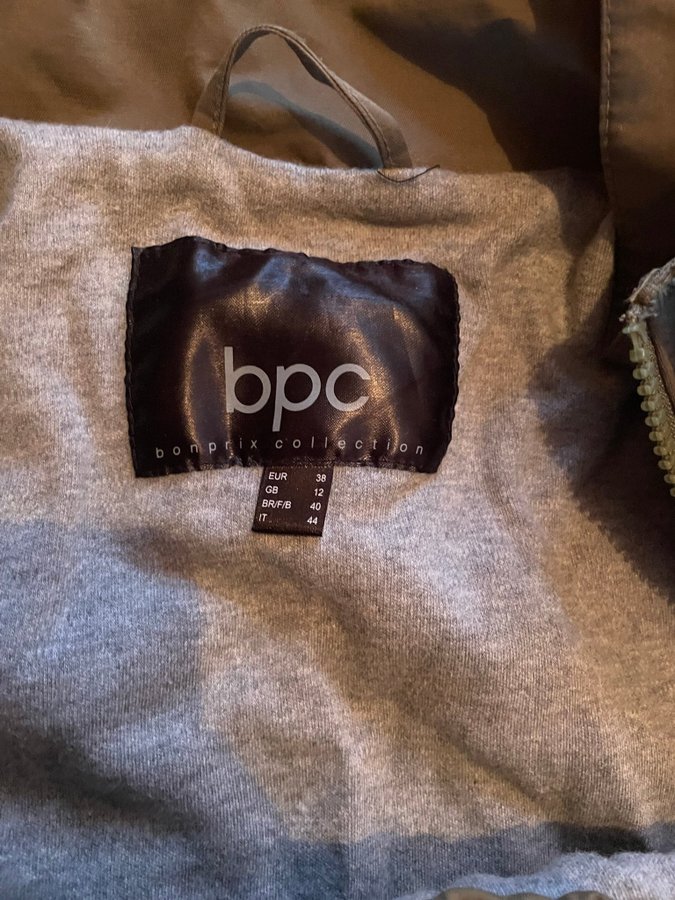 bpc
bonprix collection
EUR 38
GB 12
BR/F/B 40
IT 44